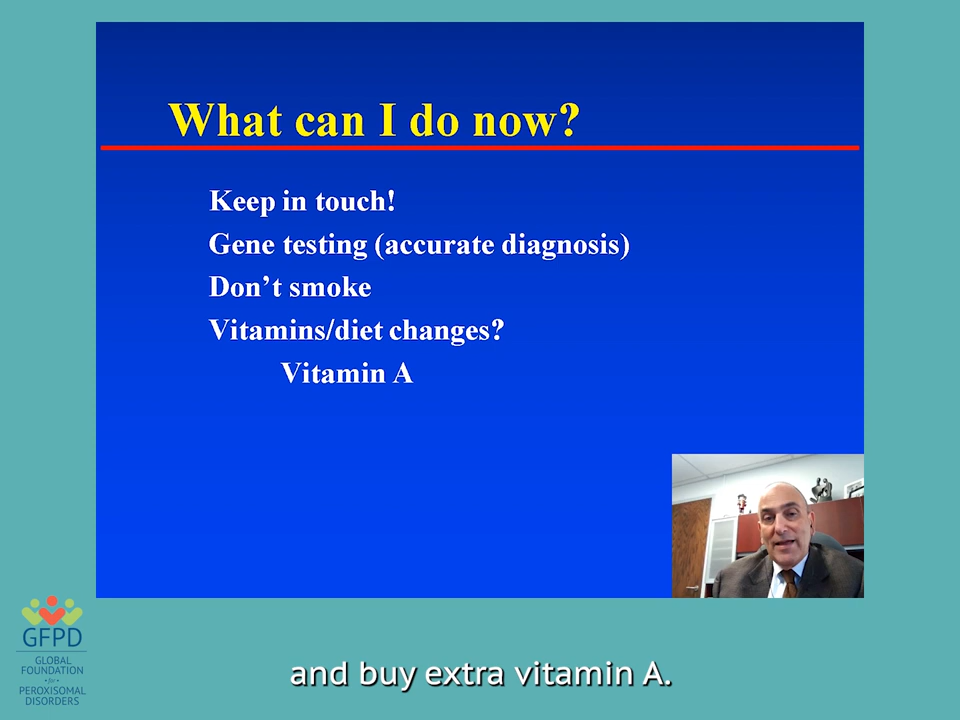 What can I do now?
Keep in touch!
Gene testing (accurate diagnosis)
Don’t smoke
Vitamins/diet changes?
Vitamin A
GFPD
GLOBAL
FOUNDATION
• for •
PEROXISOMAL
DISORDERS
and buy extra vitamin A.